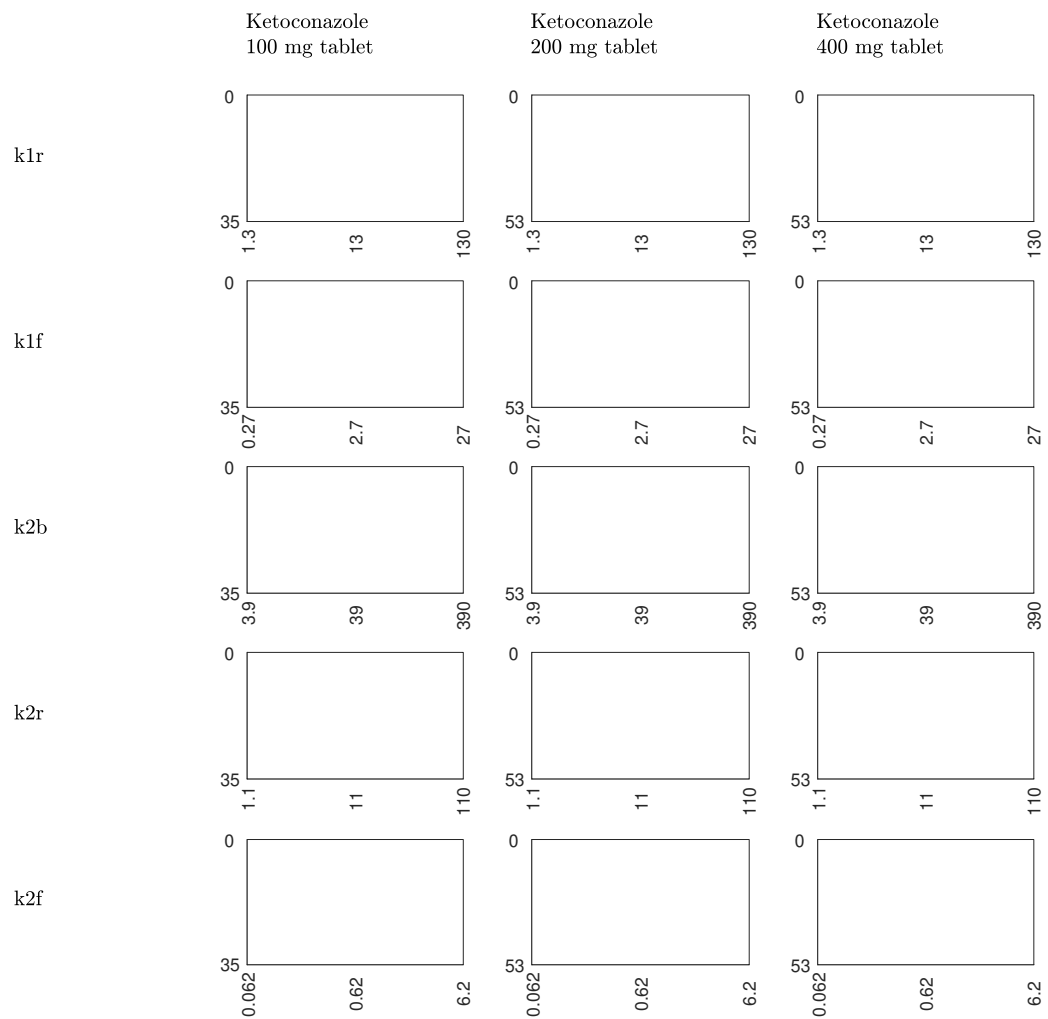 Ketoconazole Ketoconazole Ketoconazole
100 mg tablet 200 mg tablet 400 mg tablet
0 0 0
k1r
35 53 53
1.3 13 130 1.3 13 130 1.3 13 130
0 0 0
k1f
35 53 53
0.27 2.7 27 0.27 2.7 27 0.27 2.7 27
0 0 0
k2b
35 53 53
3.9 39 390 3.9 39 390 3.9 39 390
0 0 0
k2r
35 53 53
1.1 11 110 1.1 11 110 1.1 11 110
0 0 0
k2f
35 53 53
0.062 0.62 6.2 0.062 0.62 6.2 0.062 0.62 6.2